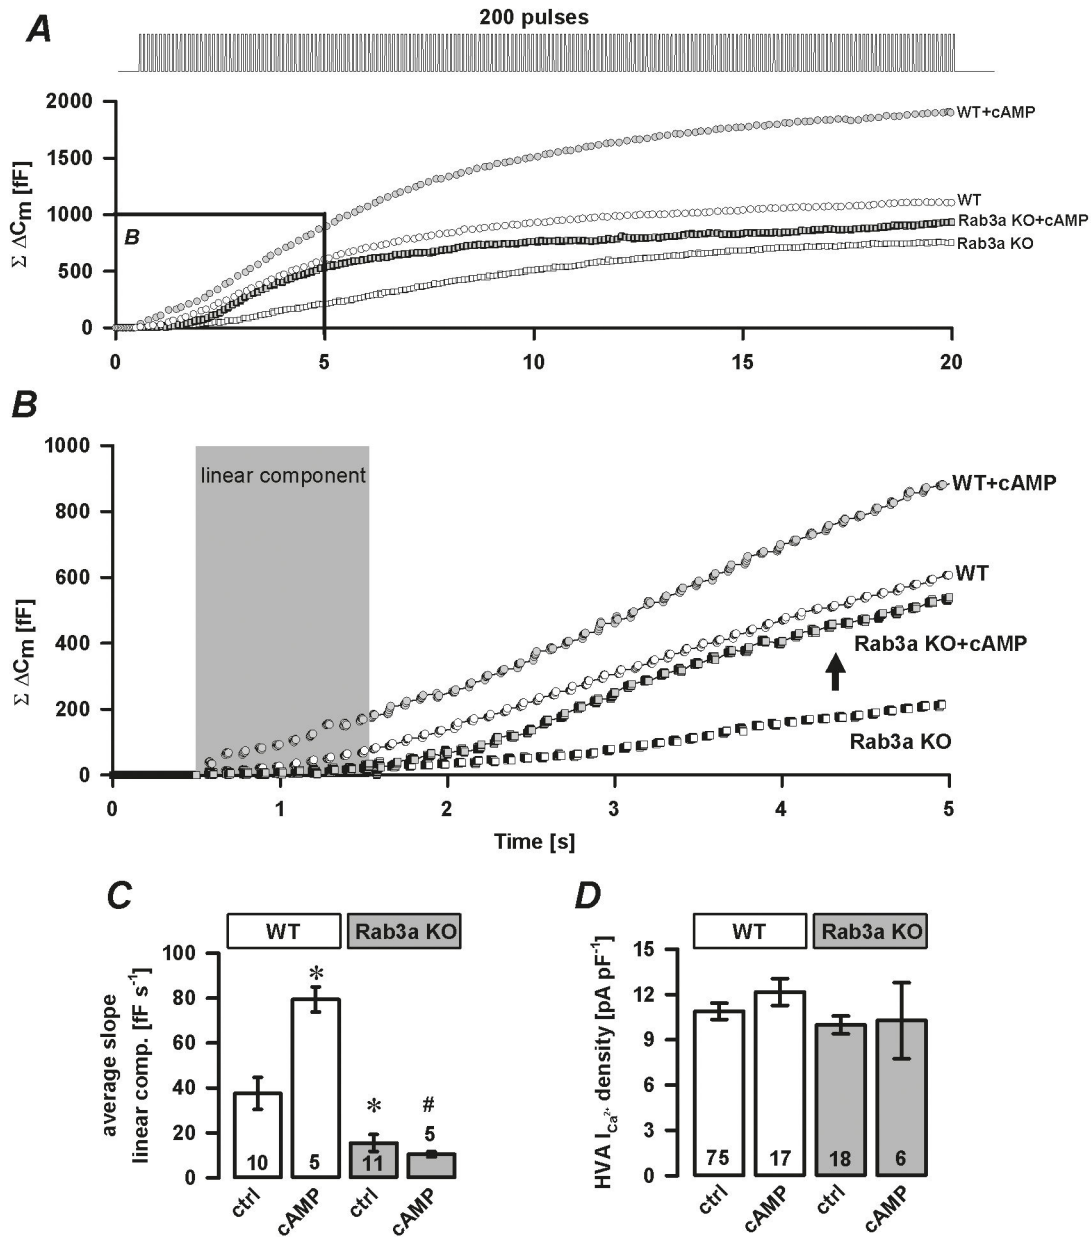 A
200 pulses
2000
1500
1000
500
0
Σ ΔCm [fF]
B
WT+cAMP
WT
Rab3a KO+cAMP
Rab3a KO
0 5 10 15 20
B
1000
800
600
400
200
0
Σ ΔCm [fF]
linear component
WT+cAMP
WT
Rab3a KO+cAMP
Rab3a KO
0 1 2 3 4 5
Time [s]
C
WT Rab3a KO
100
80
60
40
20
0
average slope
linear comp. [fF s-1]
*
*
#
10 5 11 5
ctrl cAMP ctrl cAMP
D
WT Rab3a KO
15
12
9
6
3
0
HVA ICa2+ density [pA pF-1]
75 17 18 6
ctrl cAMP ctrl cAMP